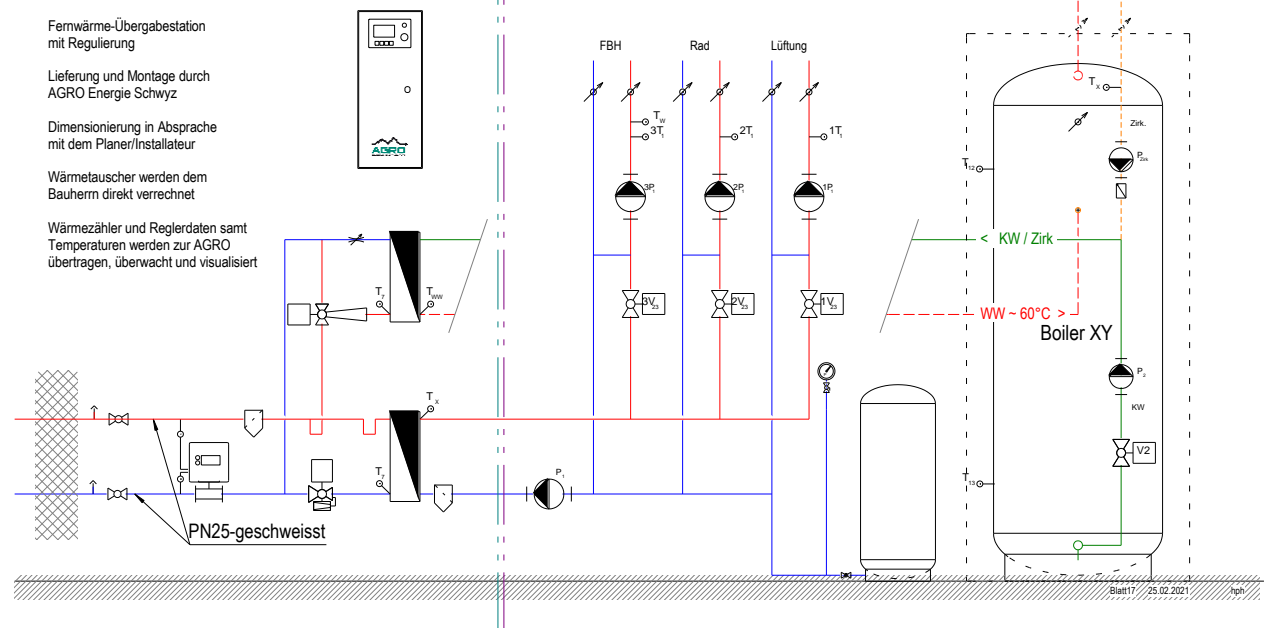 Fernwärme-Übergabestation
mit Regulierung
Lieferung und Montage durch
AGRO Energie Schwyz
Dimensionierung in Absprache
mit dem Planer/Installateur
Wärmetauscher werden dem
Bauherrn direkt verrechnet
Wärmezähler und Reglerdaten samt
Temperaturen werden zur AGRO
übertragen, überwacht und visualisiert
AGRO
FBH
Rad
Lüftung
TW
3T1
2T1
1T1
3P1
2P1
1P1
3V23
2V23
1V23
T7
TWW
TX
T7
P1
PN25-geschweisst
TX
Zirk.
PZirk
T12
< KW / Zirk
WW ~ 60°C >
Boiler XY
P2
KW
V2
T13
Blatt17 25.02.2021 hph